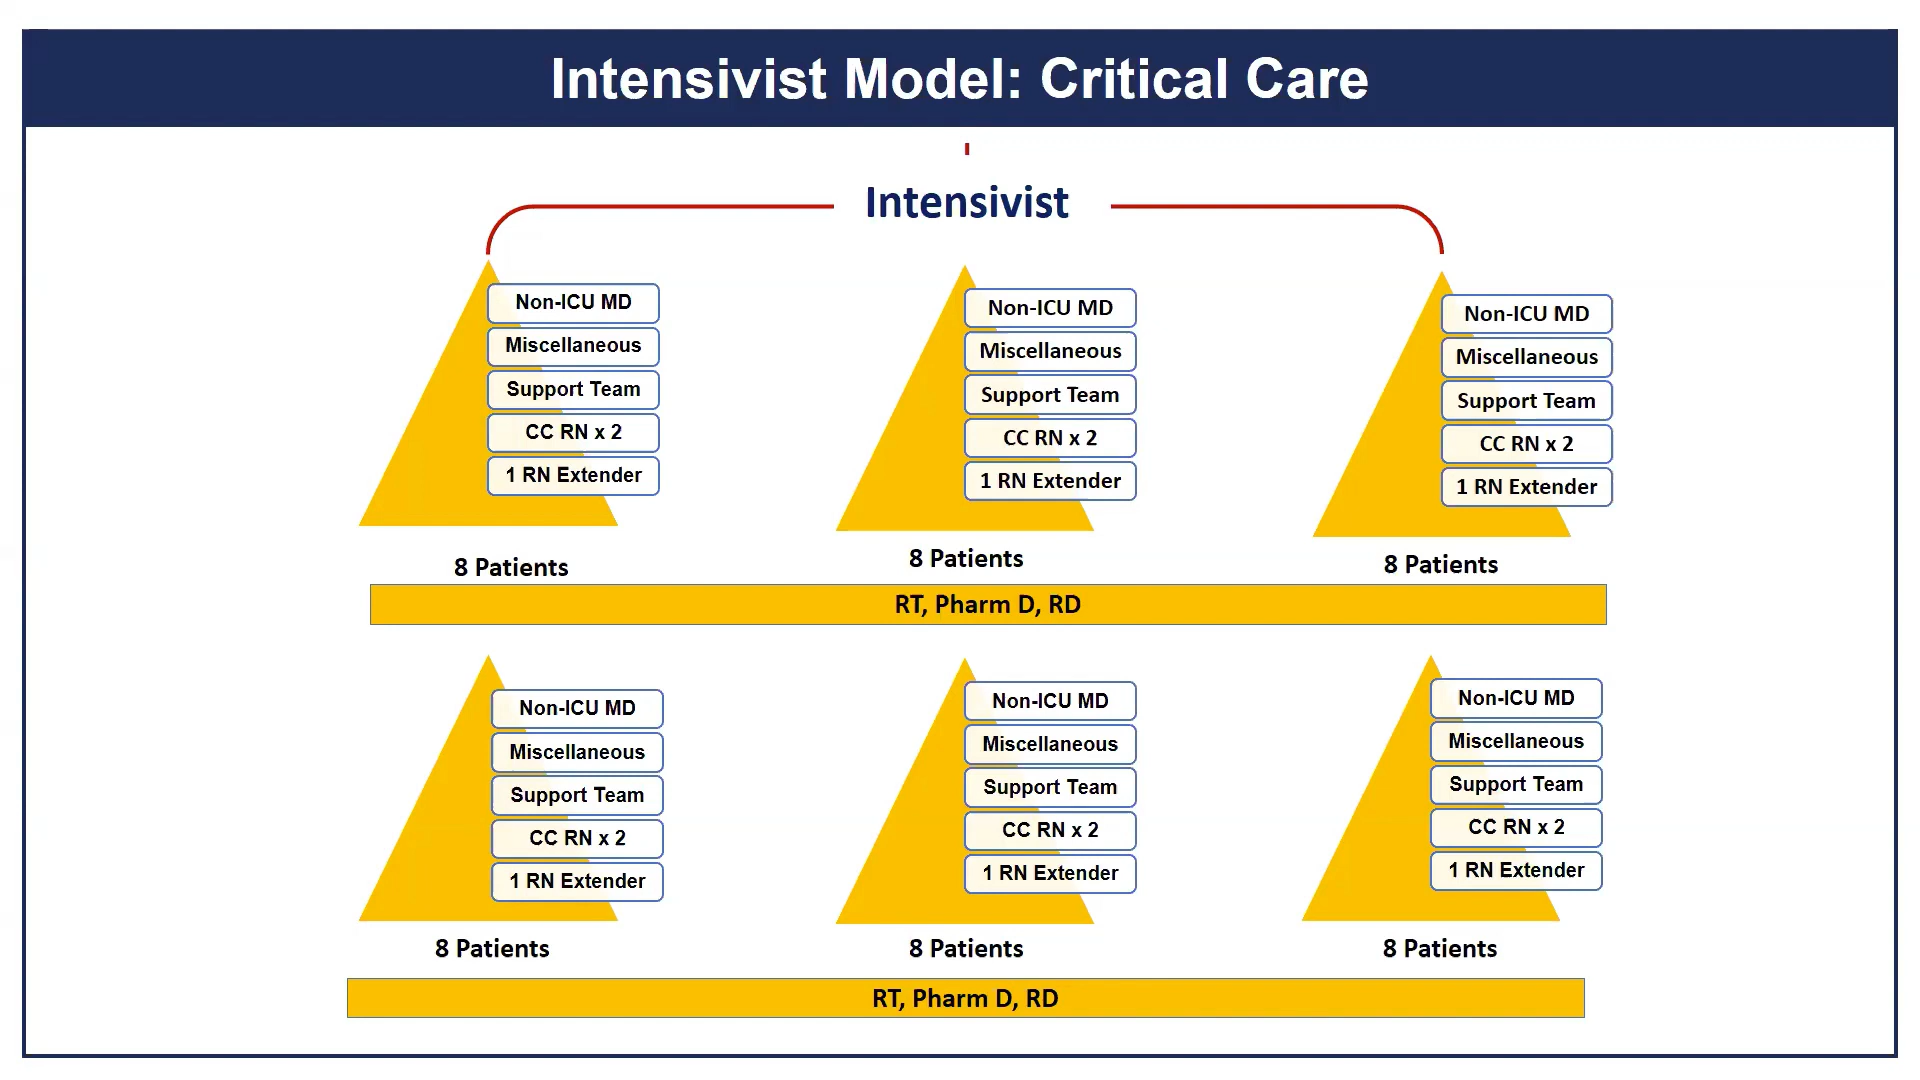 Intensivist Model: Critical Care
Intensivist
Non-ICU MD
Miscellaneous
Support Team
CC RN x 2
1 RN Extender
8 Patients
Non-ICU MD
Miscellaneous
Support Team
CC RN x 2
1 RN Extender
8 Patients
Non-ICU MD
Miscellaneous
Support Team
CC RN x 2
1 RN Extender
8 Patients
RT, Pharm D, RD
Non-ICU MD
Miscellaneous
Support Team
CC RN x 2
1 RN Extender
8 Patients
Non-ICU MD
Miscellaneous
Support Team
CC RN x 2
1 RN Extender
8 Patients
Non-ICU MD
Miscellaneous
Support Team
CC RN x 2
1 RN Extender
8 Patients
RT, Pharm D, RD